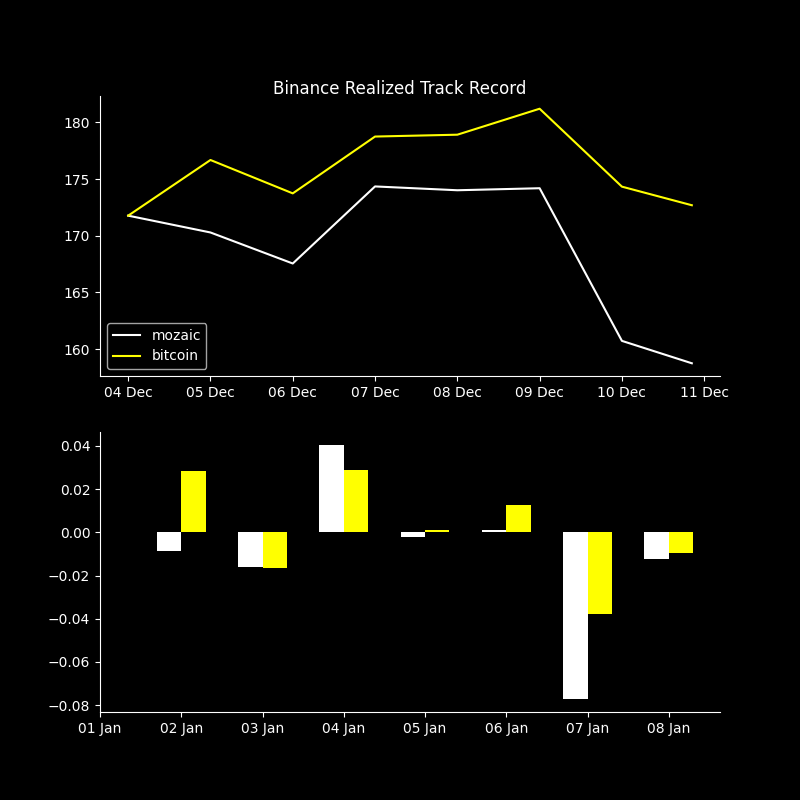 Binance Realized Track Record
180
175
170
165
160
mozaic
bitcoin
04 Dec 05 Dec 06 Dec 07 Dec 08 Dec 09 Dec 10 Dec 11 Dec
0.04
0.02
0.00
−0.02
−0.04
−0.06
−0.08
01 Jan 02 Jan 03 Jan 04 Jan 05 Jan 06 Jan 07 Jan 08 Jan